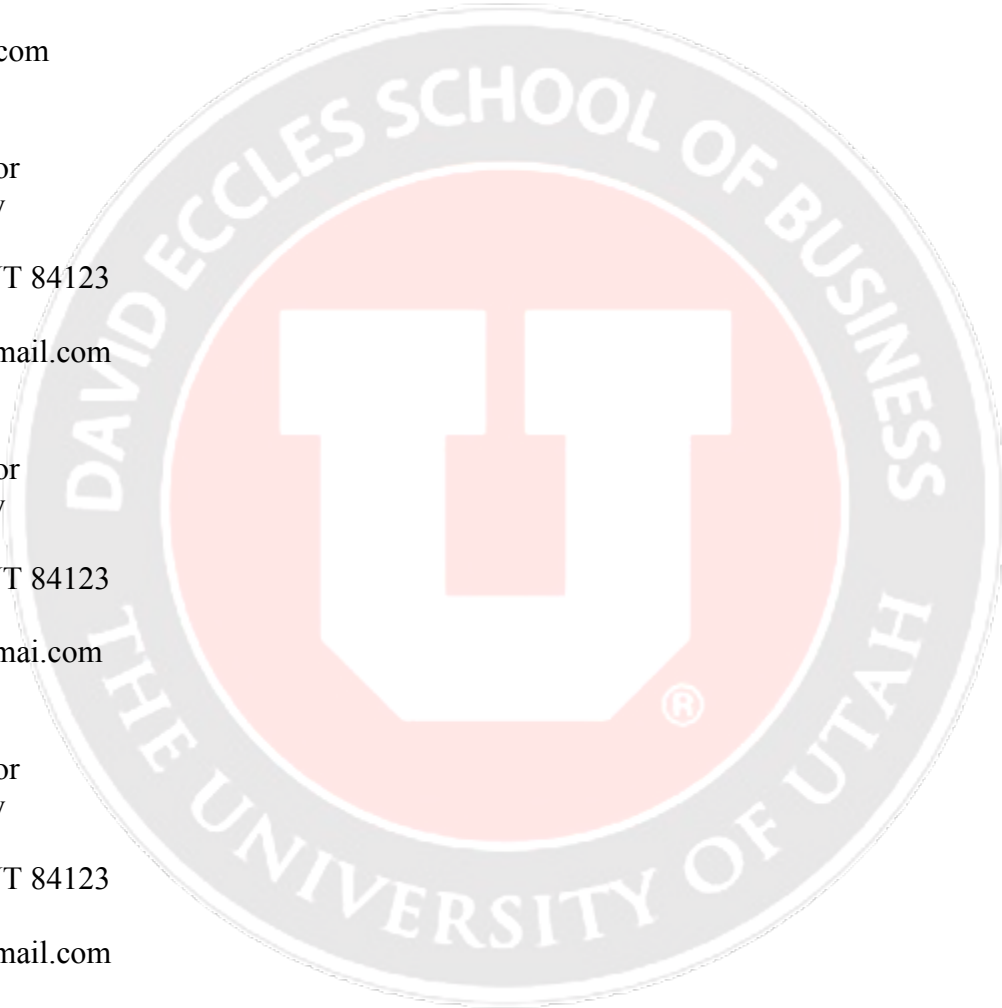 com
or
y
T 84123
mail.com
or
y
T 84123
mai.com
or
y
T 84123
mail.com
DAVID ECCLES SCHOOL OF BUSINESS
THE UNIVERSITY OF UTAH
U
®